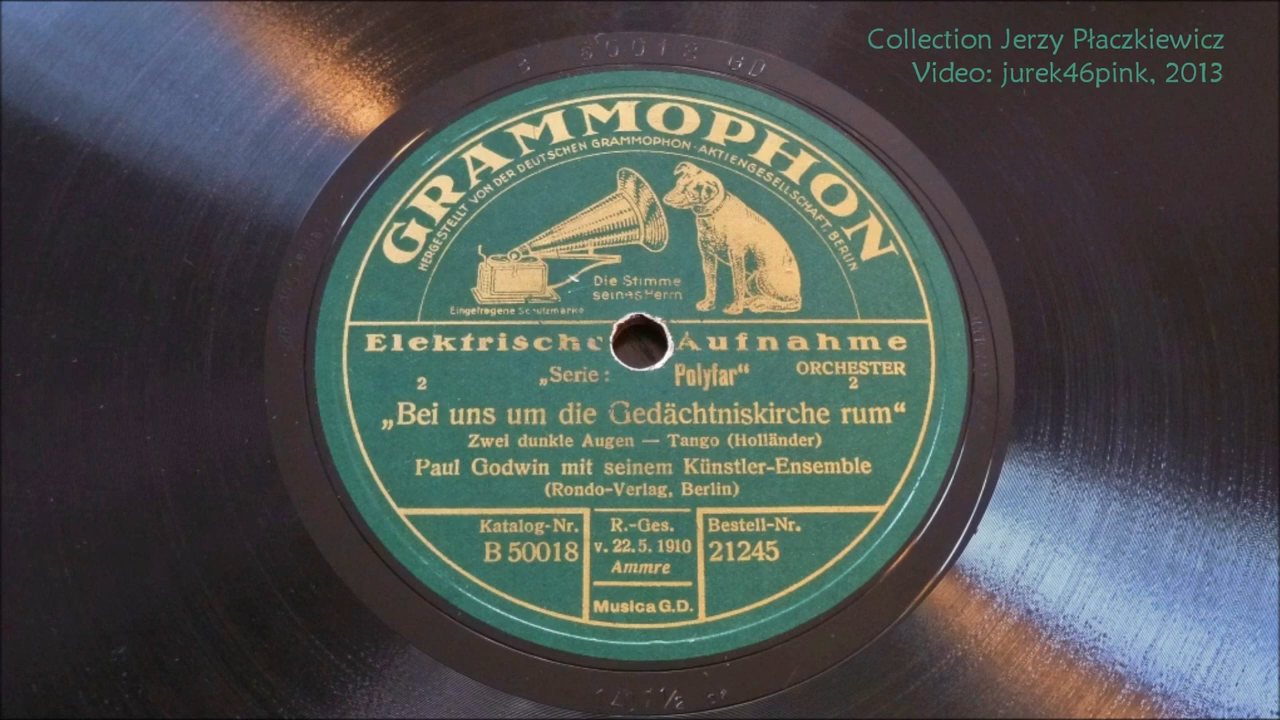 Collection Jerzy Płaczkiewicz
Video: jurek46pink, 2013
GRAMMOPHON
HERGESTELLT VON DER DEUTSCHEN GRAMMOPHON-AKTIENGESELLSCHAFT, BERLIN
Die Stimme
seines Herrn
Eingetragene Schutzmarke
Elektrische Aufnahme
2 „Serie: Polyfar“ ORCHESTER
2
„Bei uns um die Gedächtniskirche rum“
Zwei dunkle Augen — Tango (Holländer)
Paul Godwin mit seinem Künstler-Ensemble
(Rondo-Verlag, Berlin)
Katalog-Nr.
B 50018
R.-Ges.
v. 22.5. 1910
Ammre
Musica G.D.
Bestell-Nr.
21245